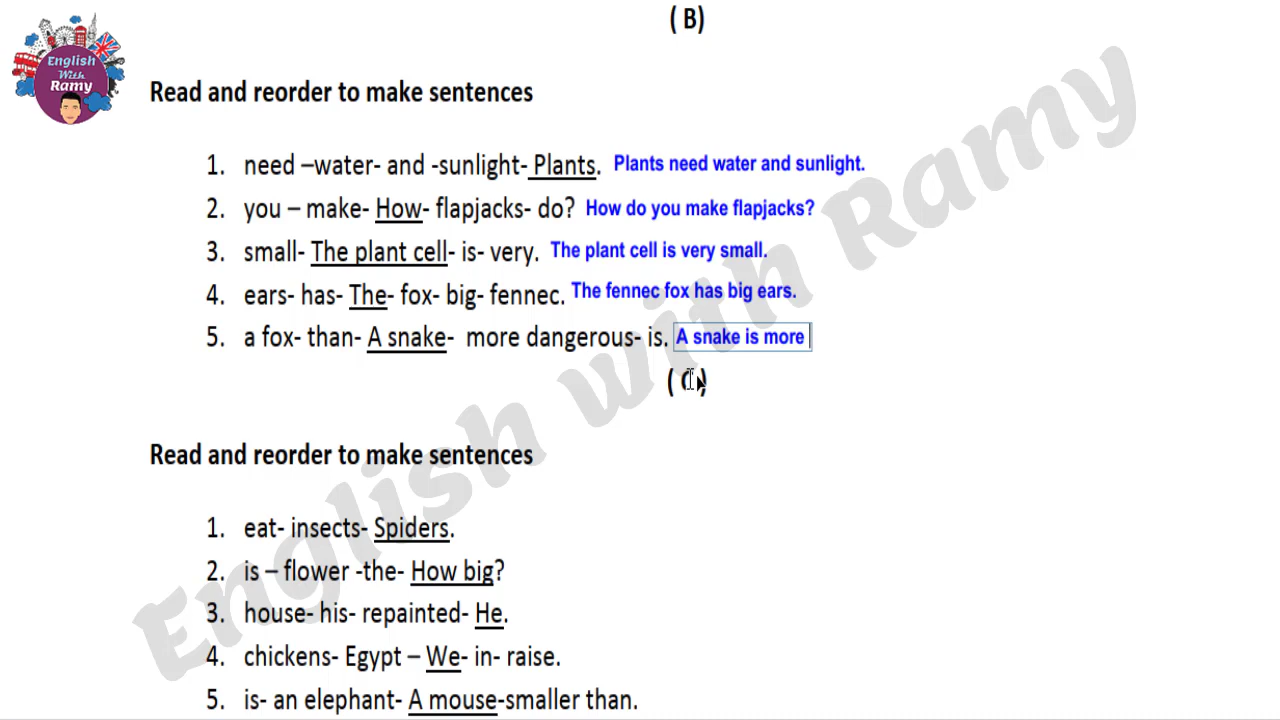 ( B)
English
With
Ramy
Read and reorder to make sentences
1. need –water- and -sunlight- Plants. Plants need water and sunlight.
2. you – make- How- flapjacks- do? How do you make flapjacks?
3. small- The plant cell- is- very. The plant cell is very small.
4. ears- has- The- fox- big- fennec. The fennec fox has big ears.
5. a fox- than- A snake- more dangerous- is. A snake is more
( C)
Read and reorder to make sentences
1. eat- insects- Spiders.
2. is – flower -the- How big?
3. house- his- repainted- He.
4. chickens- Egypt – We- in- raise.
5. is- an elephant- A mouse-smaller than.
English with Ramy